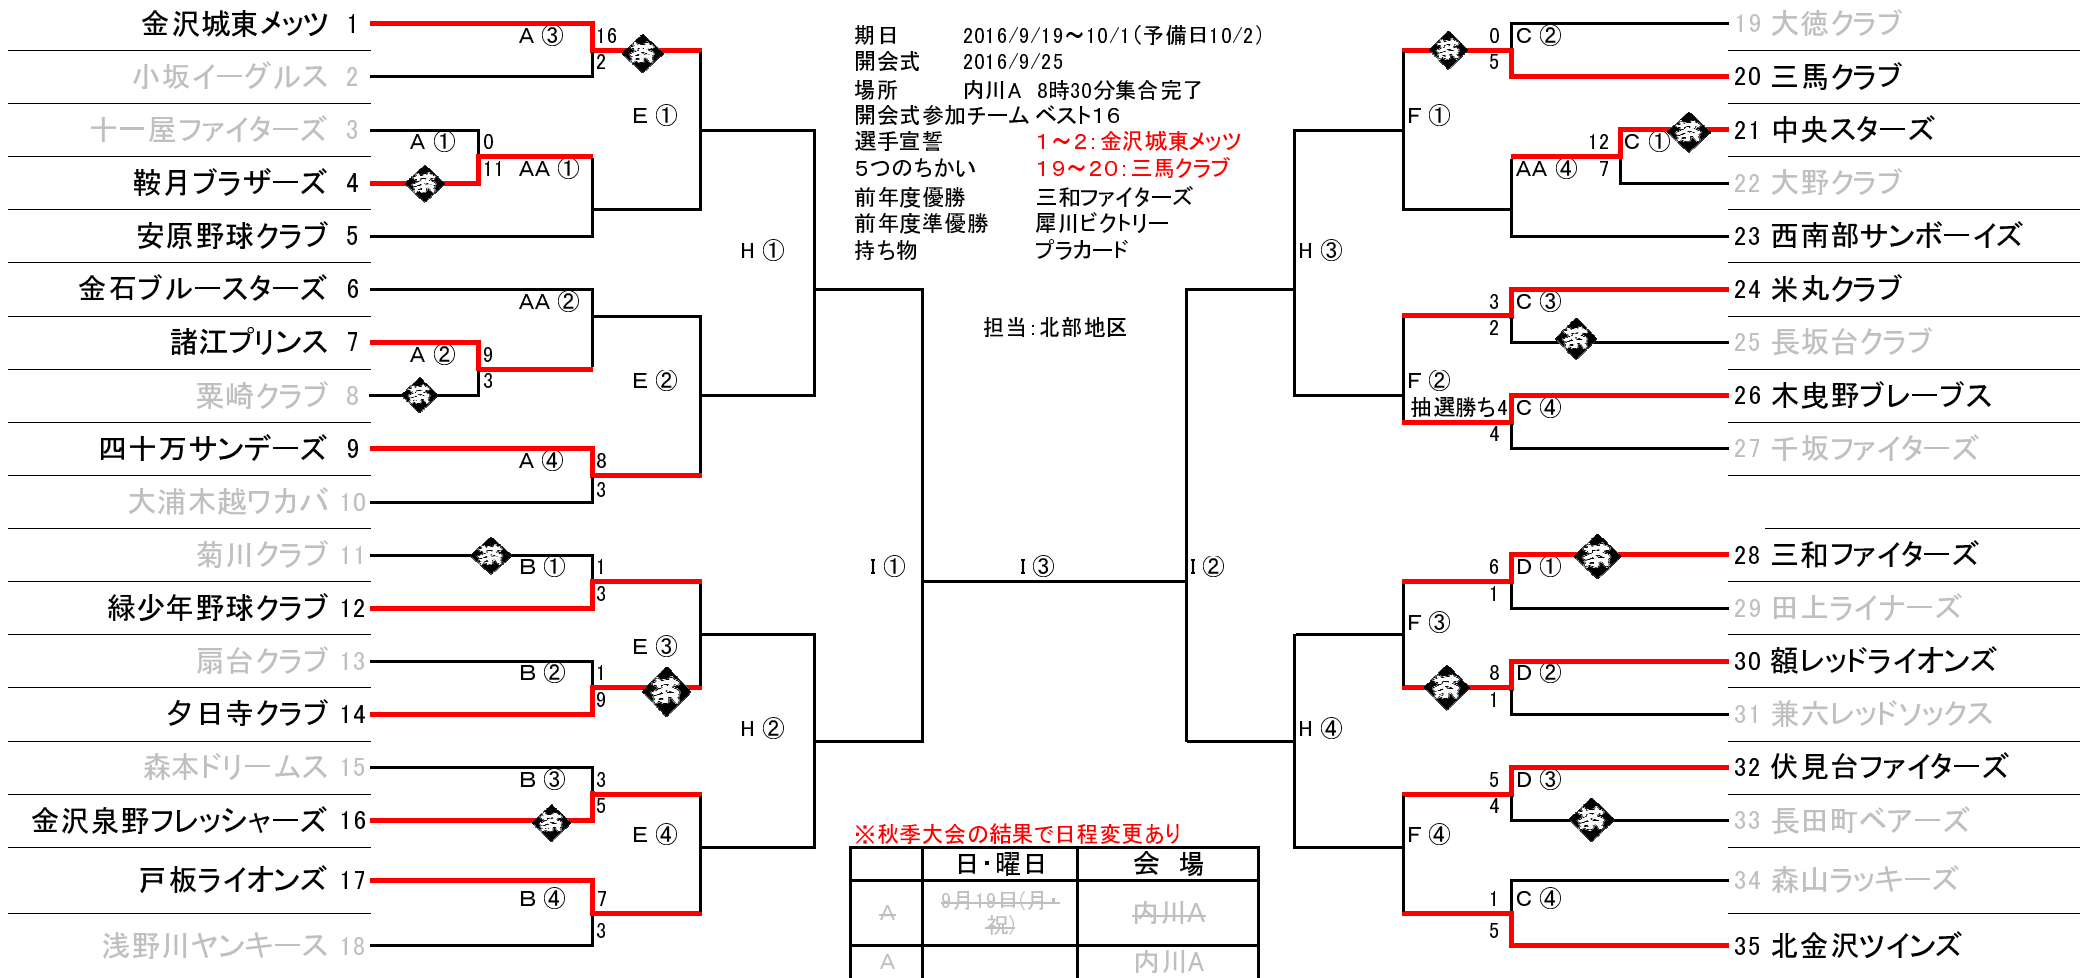 金沢城東メッツ 1
小坂イーグルス 2
十一屋ファイターズ 3
鞍月ブラザーズ 4
安原野球クラブ 5
金石ブルースターズ 6
諸江プリンス 7
粟崎クラブ 8
四十万サンデーズ 9
大浦木越ワカバ 10
菊川クラブ 11
緑少年野球クラブ 12
扇台クラブ 13
夕日寺クラブ 14
森本ドリームス 15
金沢泉野フレッシャーズ 16
戸板ライオンズ 17
浅野川ヤンキース 18
A ③ 16
2
A ① 0
11
AA ①
E ①
AA ②
A ② 9
3
E ②
A ④ 8
3
H ①
B ① 1
3
E ③
B ② 1
9
H ②
B ③ 3
5
E ④
B ④ 7
3
I ①
I ③
I ②
期日 2016/9/19～10/1(予備日10/2)
開会式 2016/9/25
場所 内川A 8時30分集合完了
開会式参加チーム ベスト16
選手宣誓 1～2:金沢城東メッツ
5つのちかい 19～20:三馬クラブ
前年度優勝 三和ファイターズ
前年度準優勝 犀川ビクトリー
持ち物 プラカード
担当:北部地区
※秋季大会の結果で日程変更あり
日・曜日 会 場
A 9月19日(月・祝) 内川A
A 内川A
0 C ②
5
F ①
12 C ①
7
AA ④
H ③
3 C ③
2
F ②
抽選勝ち4 C ④
4
6 D ①
1
F ③
8 D ②
1
H ④
5 D ③
4
F ④
1 C ④
5
19 大徳クラブ
20 三馬クラブ
21 中央スターズ
22 大野クラブ
23 西南部サンボーイズ
24 米丸クラブ
25 長坂台クラブ
26 木曳野ブレーブス
27 千坂ファイターズ
28 三和ファイターズ
29 田上ライナーズ
30 額レッドライオンズ
31 兼六レッドソックス
32 伏見台ファイターズ
33 長田町ベアーズ
34 森山ラッキーズ
35 北金沢ツインズ